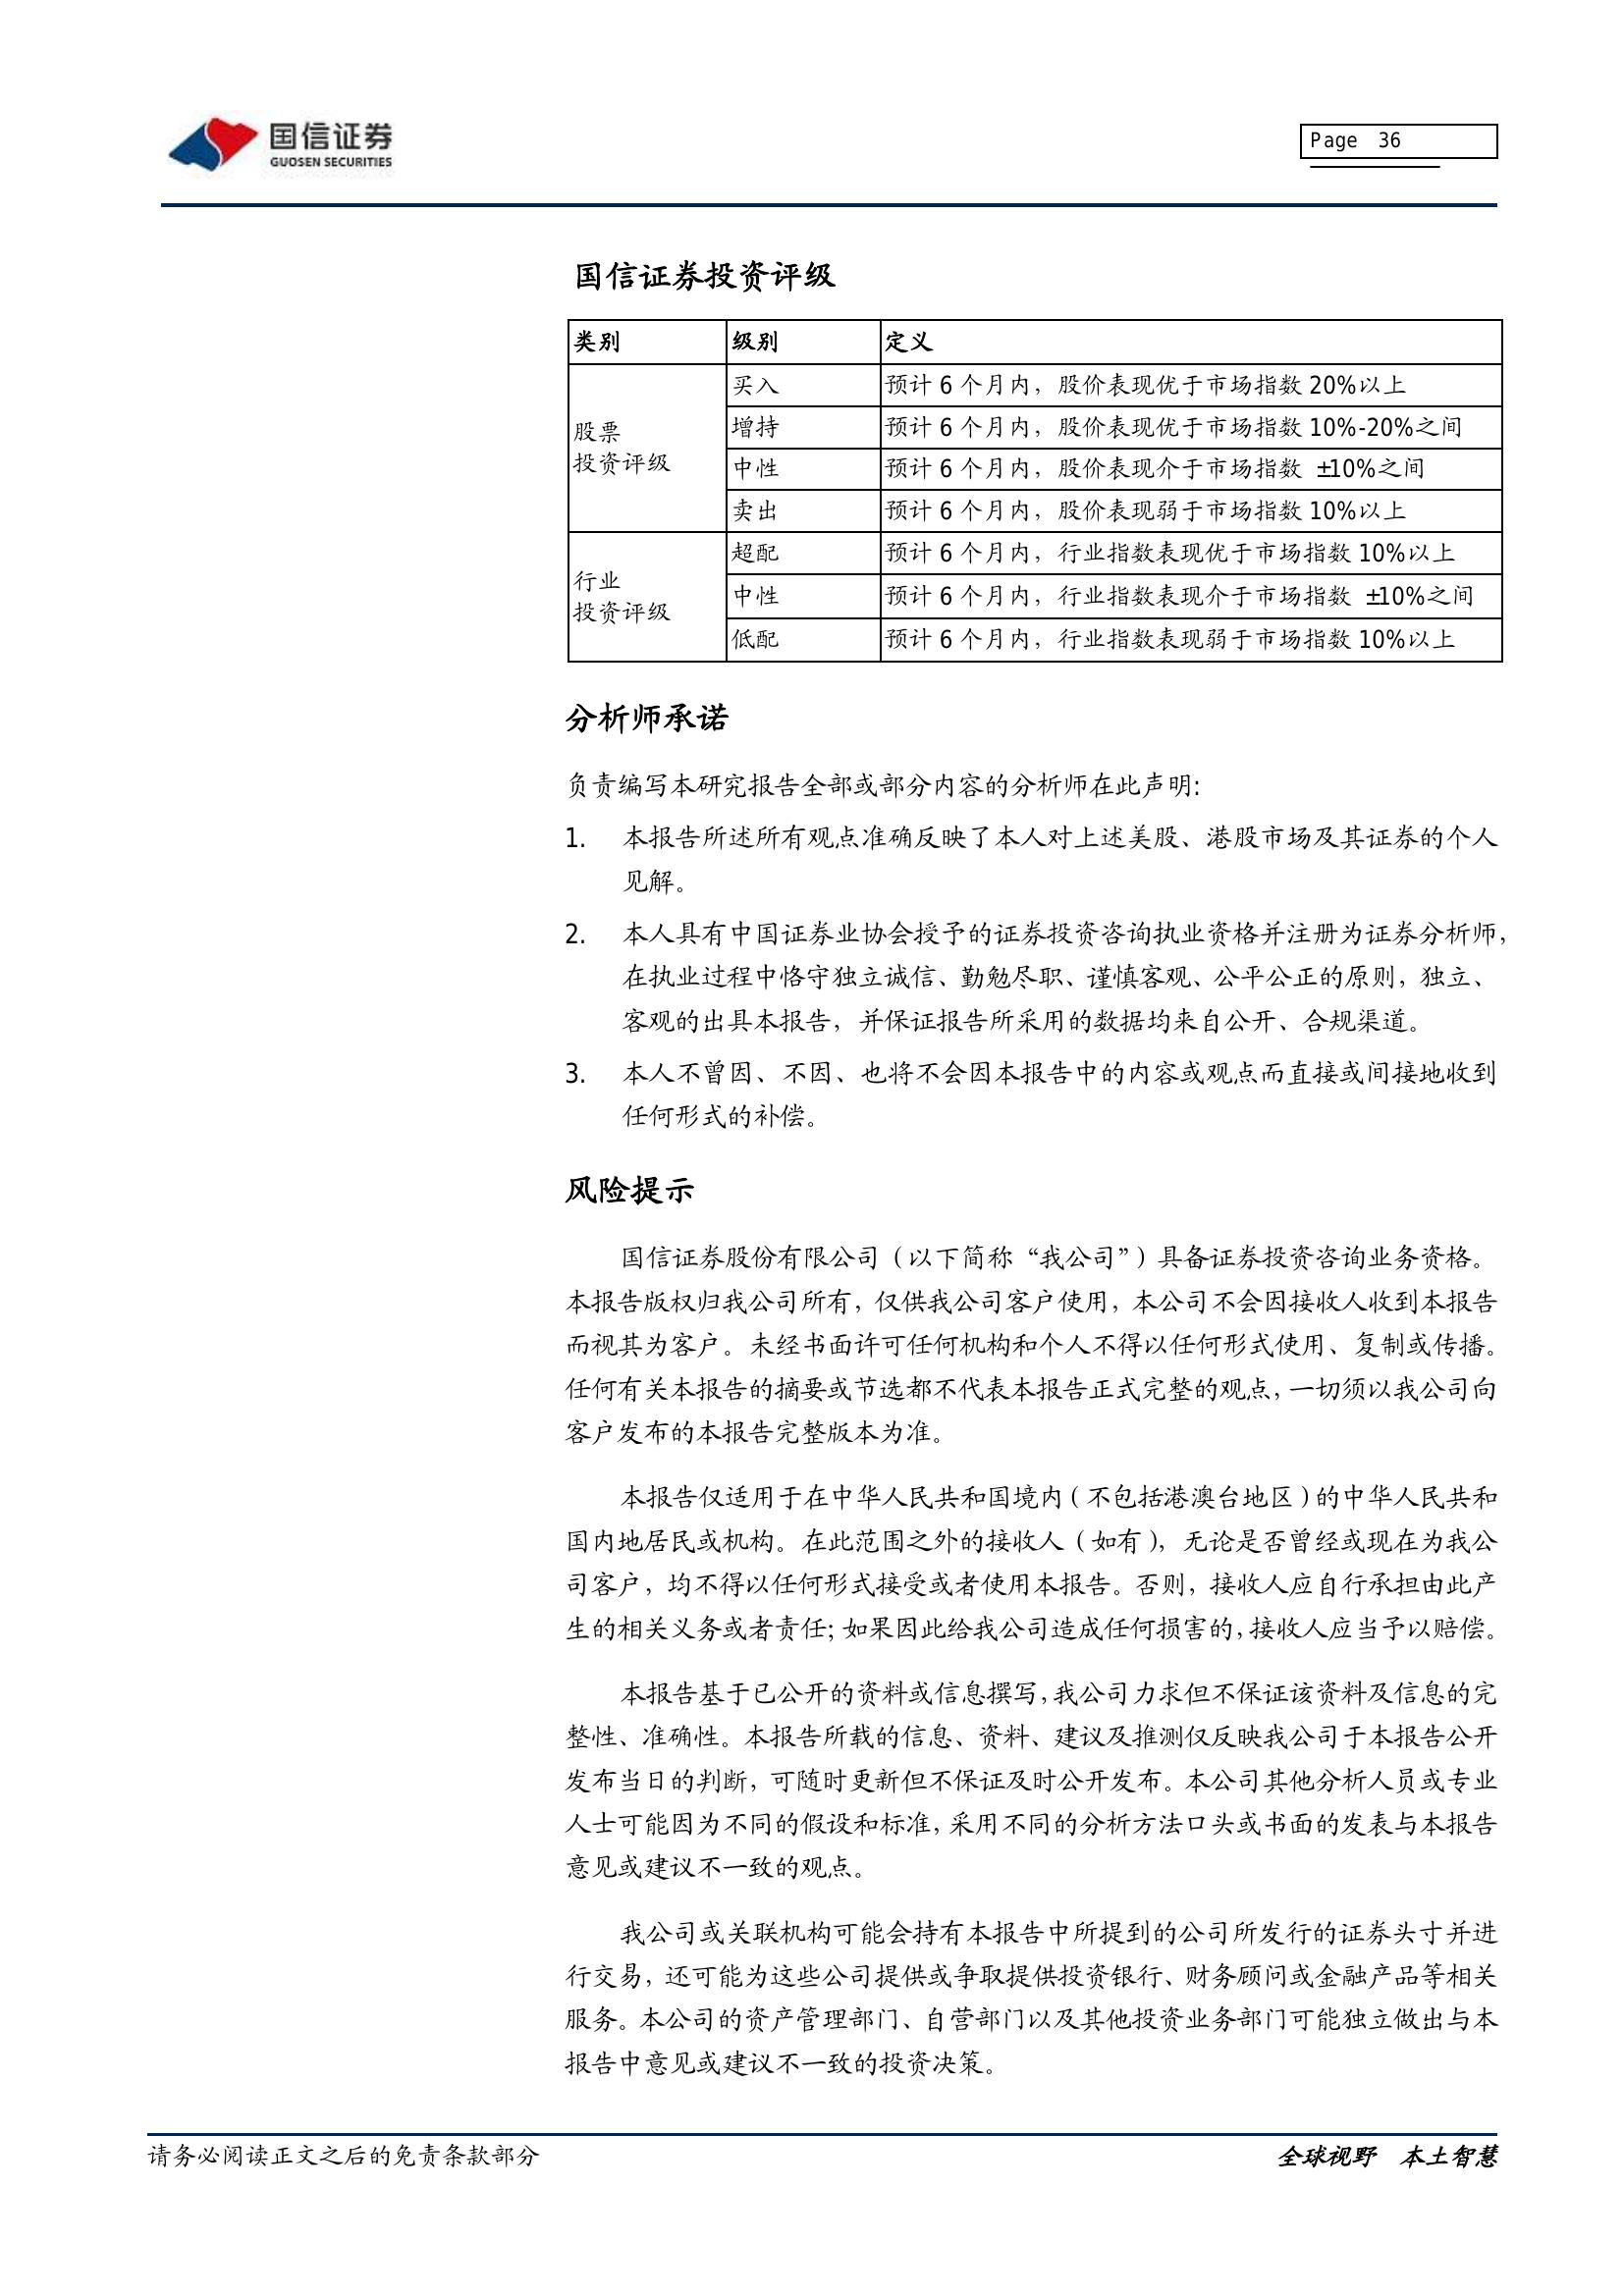 国信证券
GUOSEN SECURITIES
Page 36
国信证券投资评级
类别 级别 定义
股票
投资评级
买入 预计 6 个月内，股价表现优于市场指数 20%以上
增持 预计 6 个月内，股价表现优于市场指数 10%-20%之间
中性 预计 6 个月内，股价表现介于市场指数 ±10%之间
卖出 预计 6 个月内，股价表现弱于市场指数 10%以上
行业
投资评级
超配 预计 6 个月内，行业指数表现优于市场指数 10%以上
中性 预计 6 个月内，行业指数表现介于市场指数 ±10%之间
低配 预计 6 个月内，行业指数表现弱于市场指数 10%以上
分析师承诺
负责编写本研究报告全部或部分内容的分析师在此声明:
1. 本报告所述所有观点准确反映了本人对上述美股、港股市场及其证券的个人
见解。
2. 本人具有中国证券业协会授予的证券投资咨询执业资格并注册为证券分析师，
在执业过程中恪守独立诚信、勤勉尽职、谨慎客观、公平公正的原则，独立、
客观的出具本报告，并保证报告所采用的数据均来自公开、合规渠道。
3. 本人不曾因、不因、也将不会因本报告中的内容或观点而直接或间接地收到
任何形式的补偿。
风险提示
国信证券股份有限公司（以下简称“我公司”）具备证券投资咨询业务资格。
本报告版权归我公司所有，仅供我公司客户使用，本公司不会因接收人收到本报告
而视其为客户。未经书面许可任何机构和个人不得以任何形式使用、复制或传播。
任何有关本报告的摘要或节选都不代表本报告正式完整的观点，一切须以我公司向
客户发布的本报告完整版本为准。
本报告仅适用于在中华人民共和国境内（不包括港澳台地区）的中华人民共和
国内地居民或机构。在此范围之外的接收人（如有），无论是否曾经或现在为我公
司客户，均不得以任何形式接受或者使用本报告。否则，接收人应自行承担由此产
生的相关义务或者责任；如果因此给我公司造成任何损害的，接收人应当予以赔偿。
本报告基于已公开的资料或信息撰写，我公司力求但不保证该资料及信息的完
整性、准确性。本报告所载的信息、资料、建议及推测仅反映我公司于本报告公开
发布当日的判断，可随时更新但不保证及时公开发布。本公司其他分析人员或专业
人士可能因为不同的假设和标准，采用不同的分析方法口头或书面的发表与本报告
意见或建议不一致的观点。
我公司或关联机构可能会持有本报告中所提到的公司所发行的证券头寸并进
行交易，还可能为这些公司提供或争取提供投资银行、财务顾问或金融产品等相关
服务。本公司的资产管理部门、自营部门以及其他投资业务部门可能独立做出与本
报告中意见或建议不一致的投资决策。
请务必阅读正文之后的免责条款部分
全球视野 本土智慧